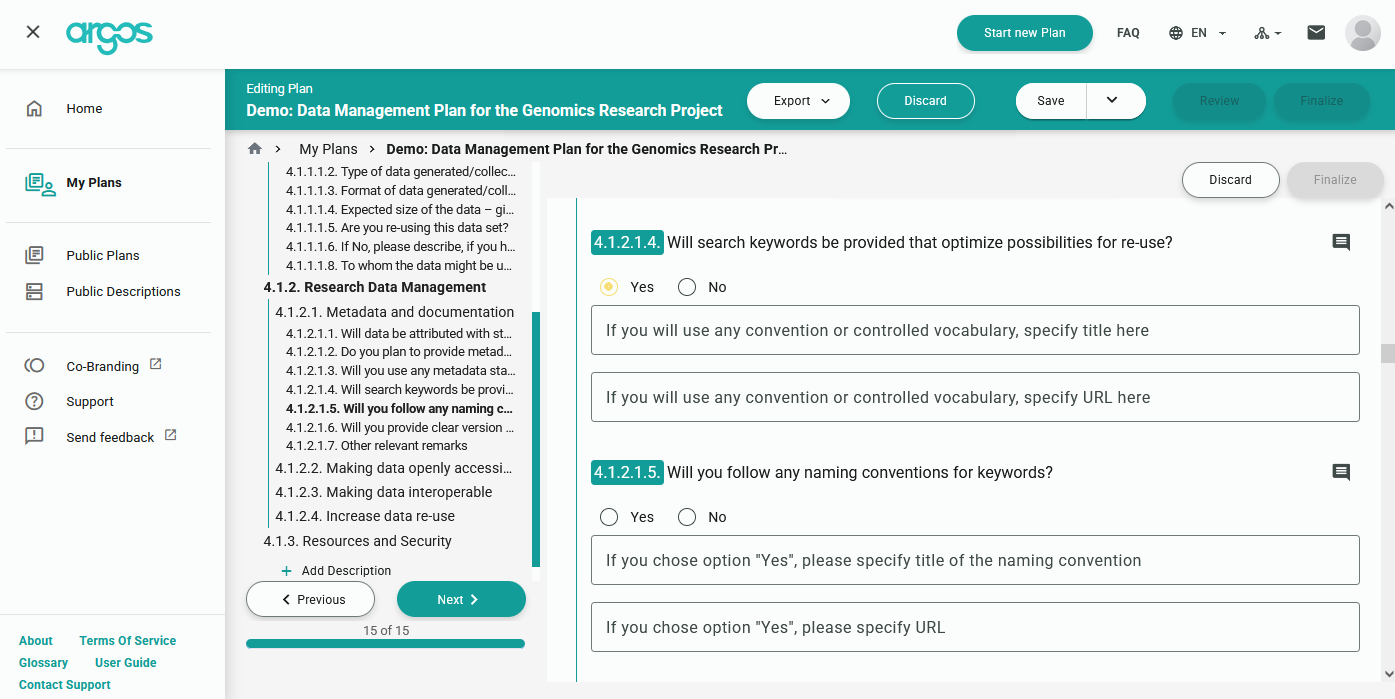 argos
Start new Plan
FAQ
EN
Editing Plan
Demo: Data Management Plan for the Genomics Research Project
Export
Discard
Save
Review
Finalize
Home
My Plans
Public Plans
Public Descriptions
Co-Branding
Support
Send feedback
About
Terms Of Service
Glossary
User Guide
Contact Support
My Plans
Demo: Data Management Plan for the Genomics Research Pr...
Discard
Finalize
4.1.1.1.2. Type of data generated/collec...
4.1.1.1.3. Format of data generated/coll...
4.1.1.1.4. Expected size of the data – gi...
4.1.1.1.5. Are you re-using this data set?
4.1.1.1.6. If No, please describe, if you h...
4.1.1.1.8. To whom the data might be u...
4.1.2. Research Data Management
4.1.2.1. Metadata and documentation
4.1.2.1.1. Will data be attributed with st...
4.1.2.1.2. Do you plan to provide metad...
4.1.2.1.3. Will you use any metadata sta...
4.1.2.1.4. Will search keywords be provi...
4.1.2.1.5. Will you follow any naming c...
4.1.2.1.6. Will you provide clear version ...
4.1.2.1.7. Other relevant remarks
4.1.2.2. Making data openly accessi...
4.1.2.3. Making data interoperable
4.1.2.4. Increase data re-use
4.1.3. Resources and Security
+ Add Description
Previous
Next
15 of 15
4.1.2.1.4. Will search keywords be provided that optimize possibilities for re-use?
Yes No
If you will use any convention or controlled vocabulary, specify title here
If you will use any convention or controlled vocabulary, specify URL here
4.1.2.1.5. Will you follow any naming conventions for keywords?
Yes No
If you chose option "Yes", please specify title of the naming convention
If you chose option "Yes", please specify URL